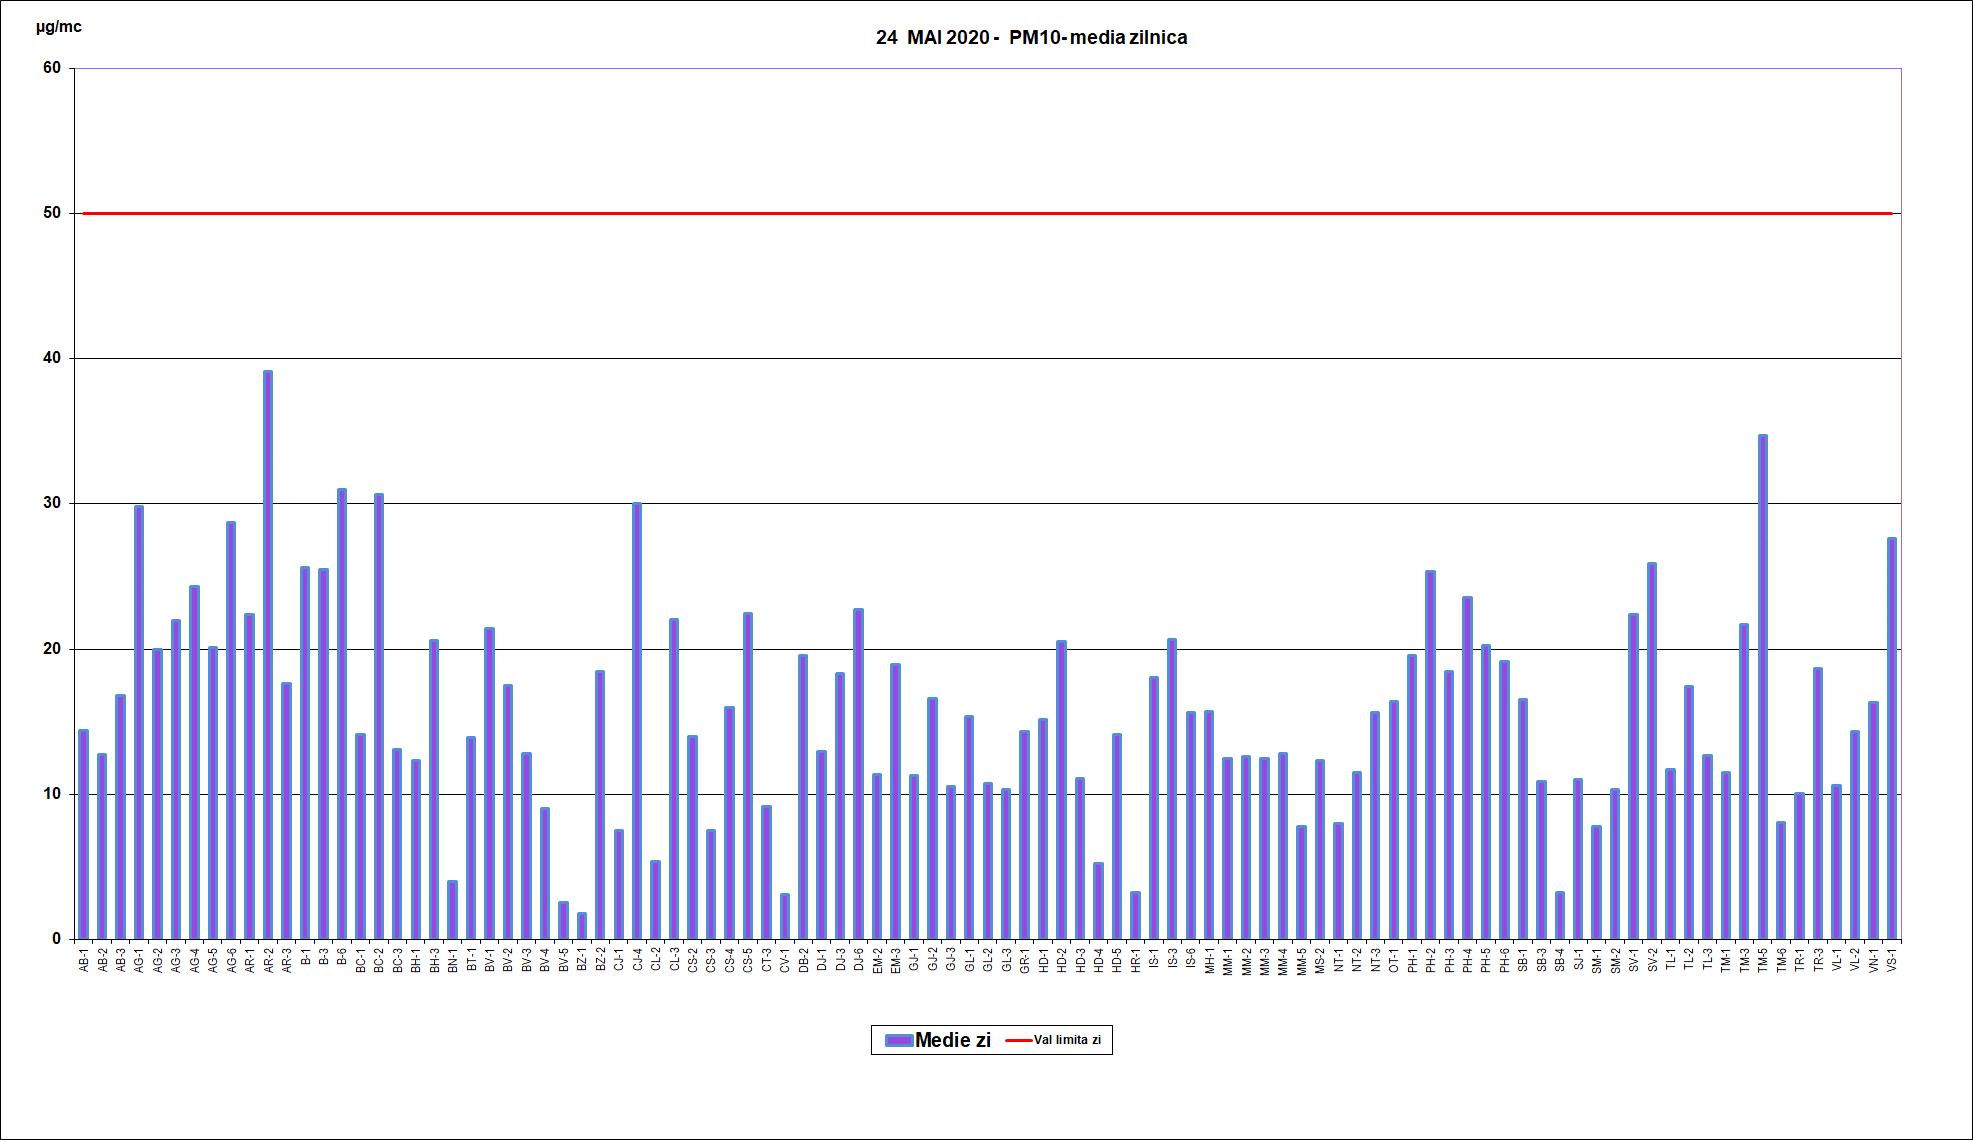 µg/mc
24 MAI 2020 - PM10- media zilnica
60
50
40
30
20
10
0
AB-1 AB-2 AB-3 AG-1 AG-2 AG-3 AG-4 AG-5 AG-6 AR-1 AR-2 AR-3 B-1 B-3 B-6 BC-1 BC-2 BC-3 BH-1 BH-3 BN-1 BT-1 BV-1 BV-2 BV-3 BV-4 BV-5 BZ-1 BZ-2 CJ-1 CJ-4 CL-2 CL-3 CS-2 CS-3 CS-4 CS-5 CT-3 CV-1 DB-2 DJ-1 DJ-3 DJ-6 EM-2 EM-3 GJ-1 GJ-2 GJ-3 GL-1 GL-2 GL-3 GR-1 HD-1 HD-2 HD-3 HD-4 HD-5 HR-1 IS-1 IS-3 IS-6 MH-1 MM-1 MM-2 MM-3 MM-4 MM-5 MS-2 NT-1 NT-2 NT-3 OT-1 PH-1 PH-2 PH-3 PH-4 PH-5 PH-6 SB-1 SB-3 SB-4 SJ-1 SM-1 SM-2 SV-1 SV-2 TL-1 TL-2 TL-3 TM-1 TM-3 TM-5 TM-6 TR-1 TR-3 VL-1 VL-2 VN-1 VS-1
Medie zi Val limita zi